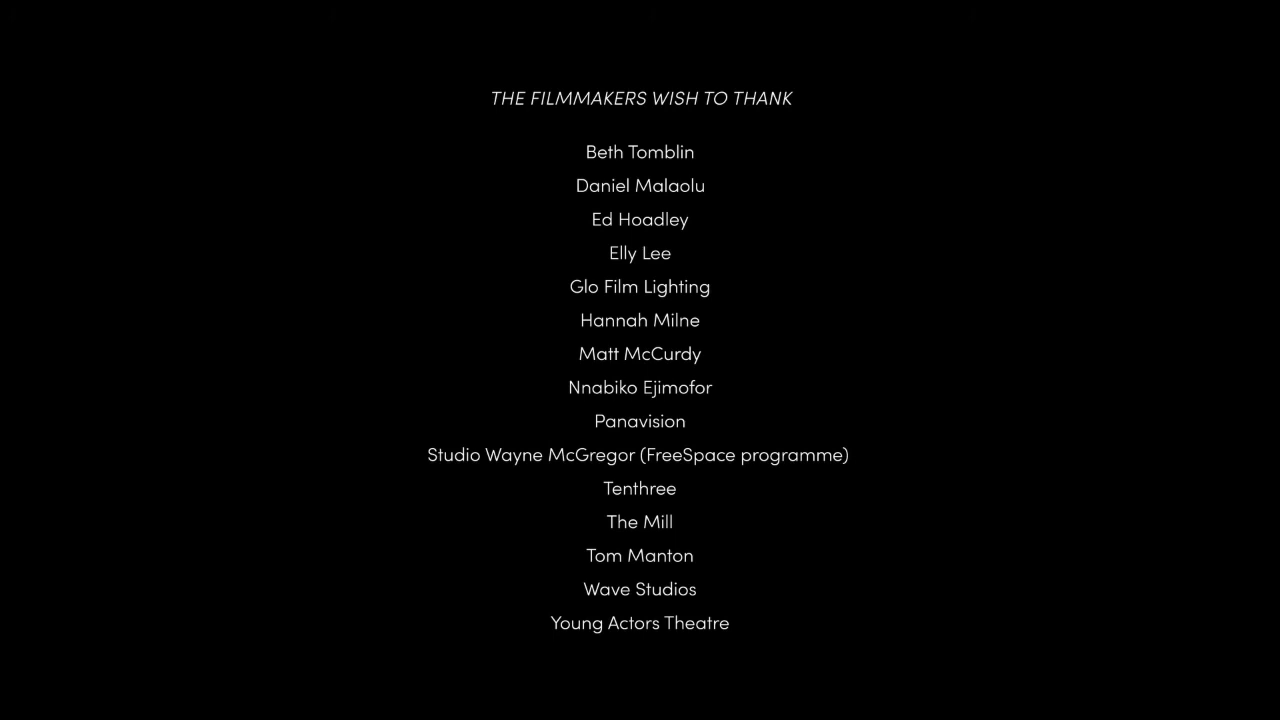 THE FILMMAKERS WISH TO THANK
Beth Tomblin
Daniel Malaolu
Ed Hoadley
Elly Lee
Glo Film Lighting
Hannah Milne
Matt McCurdy
Nnabiko Ejimofor
Panavision
Studio Wayne McGregor (FreeSpace programme)
Tenthree
The Mill
Tom Manton
Wave Studios
Young Actors Theatre